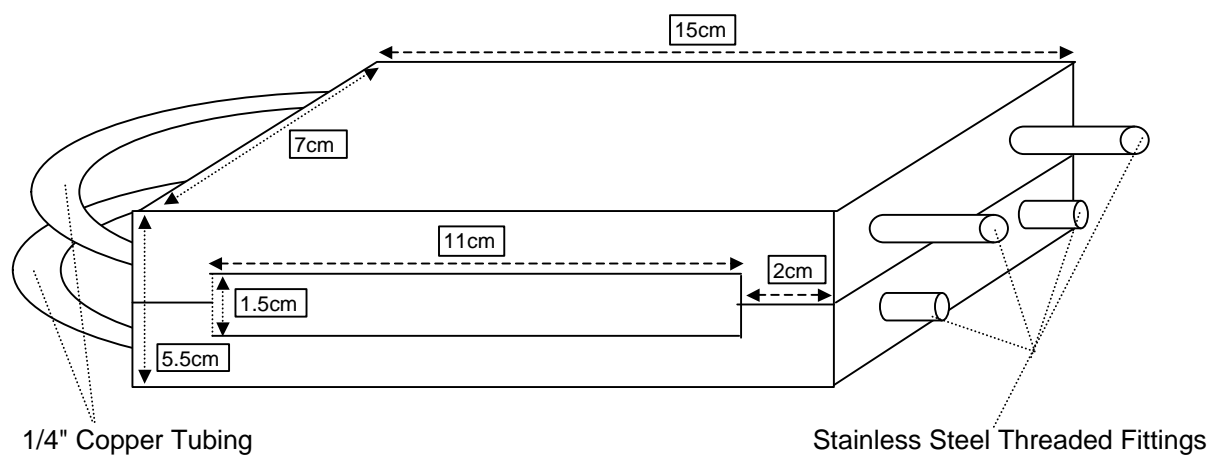 15cm
7cm
11cm
2cm
1.5cm
5.5cm
1/4" Copper Tubing
Stainless Steel Threaded Fittings